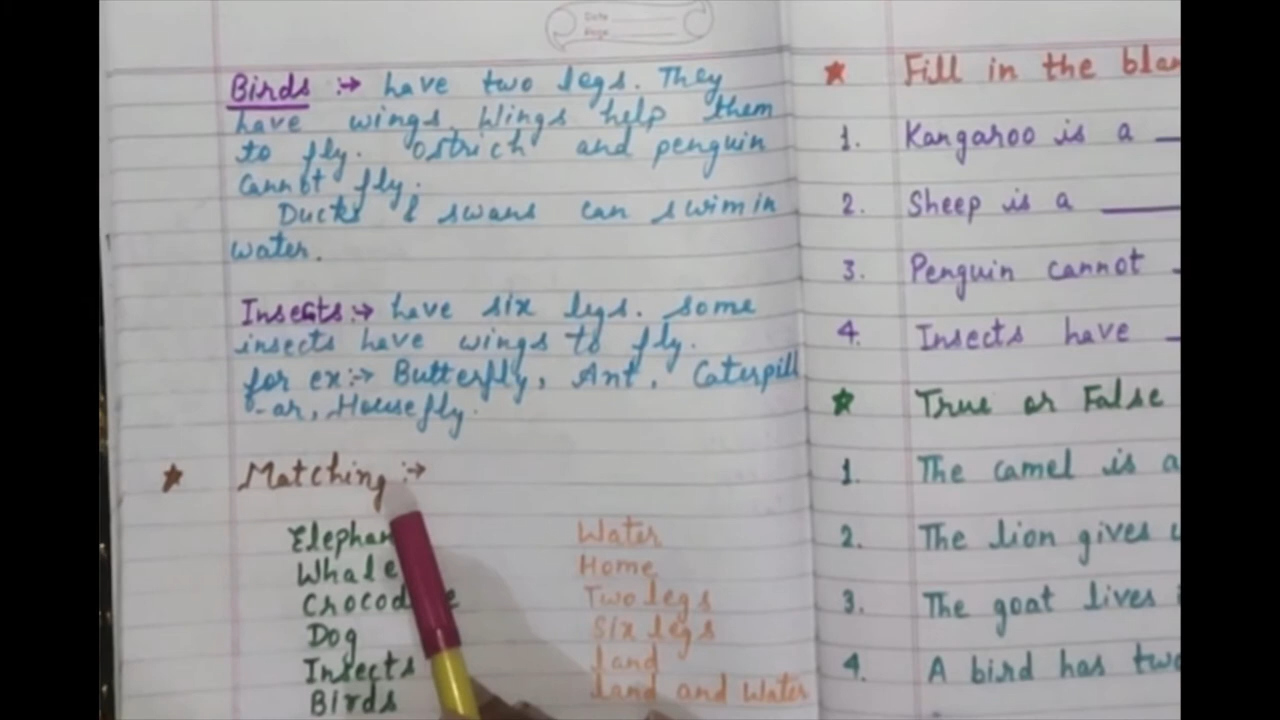 Date
Page
Birds :→ have two legs. They
have wings. Wings help them
to fly. Ostrich and penguin
cannot fly.
Ducks & swans can swim in
water.
Insects :→ have six legs. Some
insects have wings to fly.
for ex :→ Butterfly, Ant, Caterpill
-ar, Housefly.
★ Matching :→
Elephan Water
Whale Home
Crocod e Two legs
Dog Six legs
Insects land
Birds land and Water
★ Fill in the blan
1. Kangaroo is a
2. Sheep is a
3. Penguin cannot
4. Insects have
★ True or False
1. The camel is a
2. The lion gives
3. The goat lives
4. A bird has two